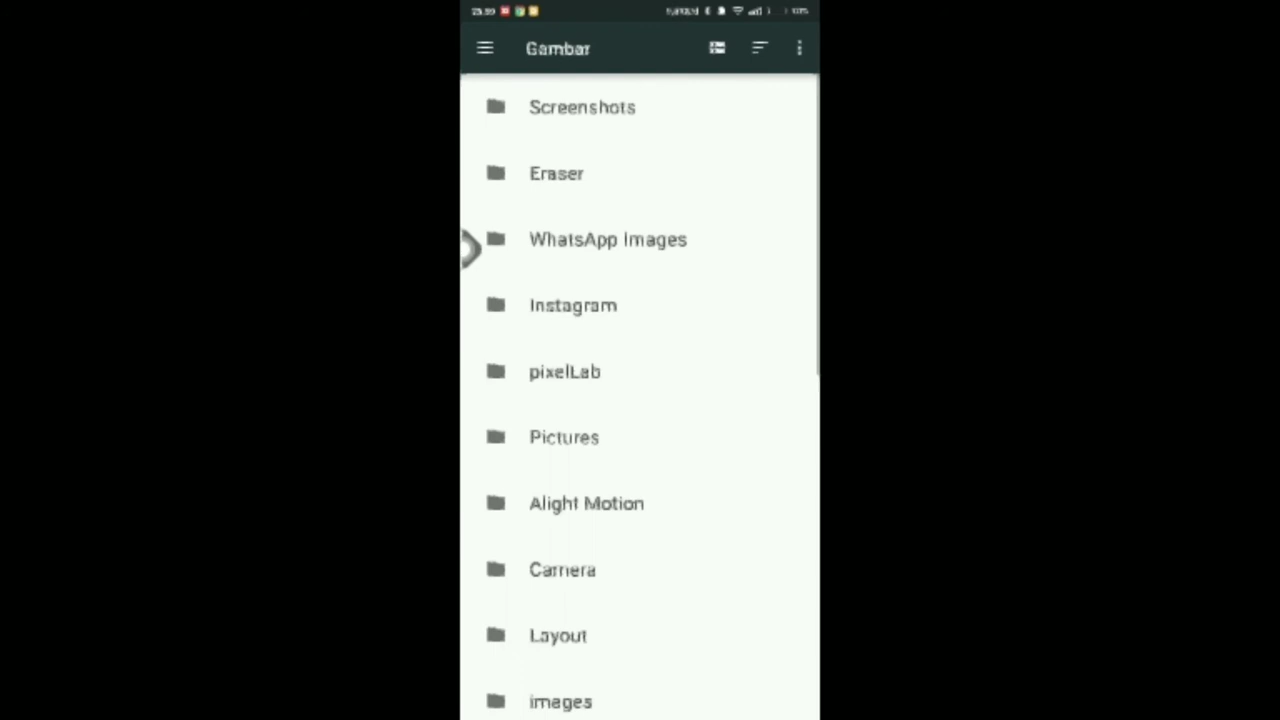 Gambar
Screenshots
Eraser
WhatsApp Images
Instagram
pixelLab
Pictures
Alight Motion
Camera
Layout
images